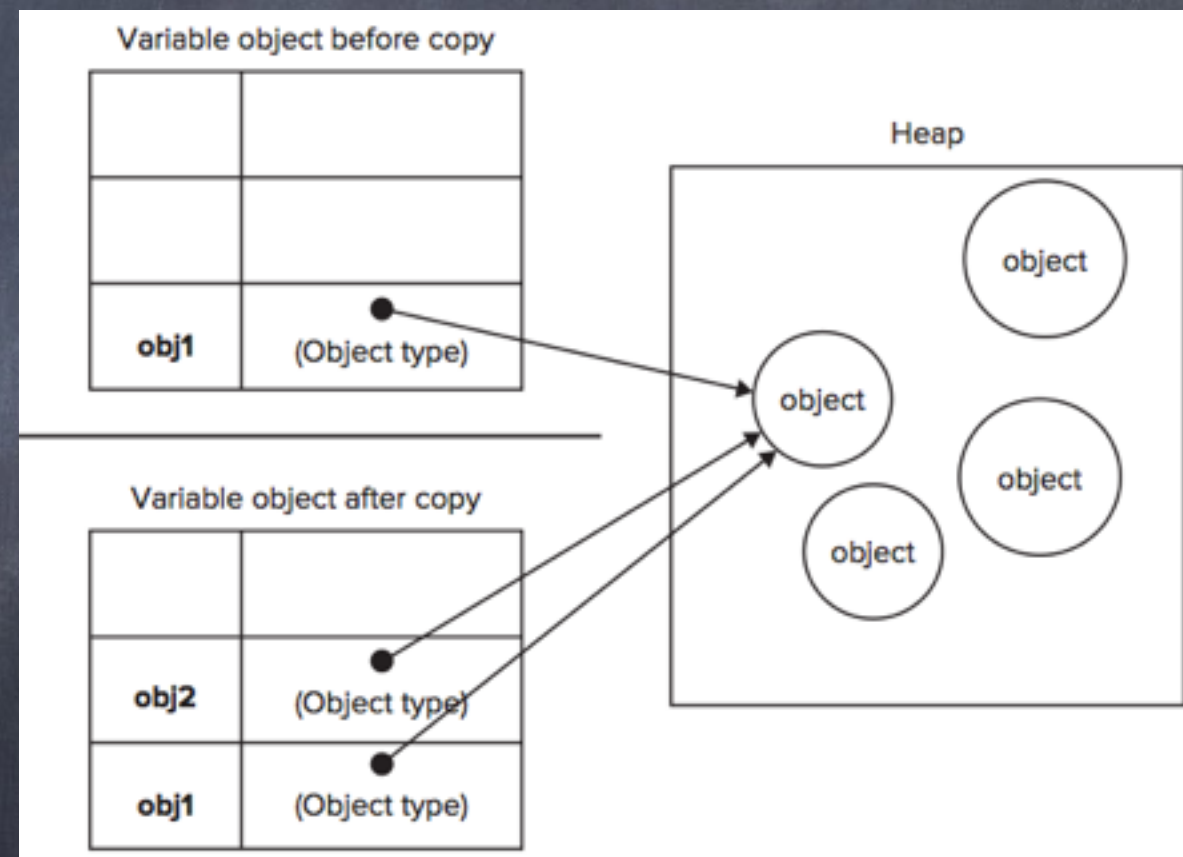 Variable object before copy
obj1
(Object type)
Heap
object
object
object
object
Variable object after copy
obj2
(Object type)
obj1
(Object type)